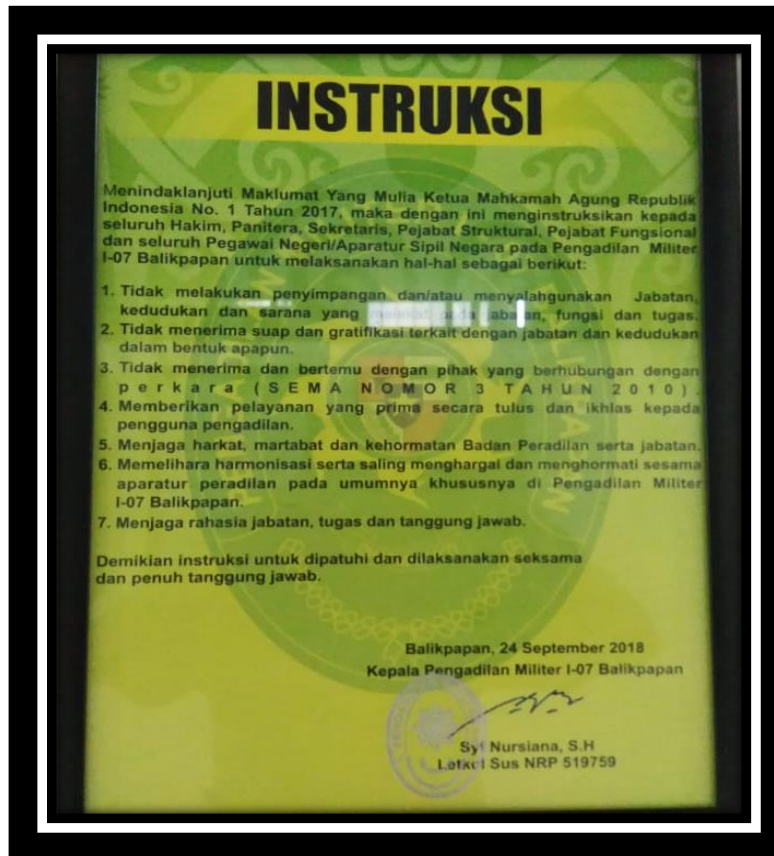 INSTRUKSI
Menindaklanjuti Maklumat Yang Mulia Ketua Mahkamah Agung Republik
Indonesia No. 1 Tahun 2017, maka dengan ini menginstruksikan kepada
seluruh Hakim, Panitera, Sekretaris, Pejabat Struktural, Pejabat Fungsional
dan seluruh Pegawai Negeri/Aparatur Sipil Negara pada Pengadilan Militer
I-07 Balikpapan untuk melaksanakan hal-hal sebagai berikut:
1. Tidak melakukan penyimpangan dan/atau menyalahgunakan Jabatan,
kedudukan dan sarana yang pada jabatan, fungsi dan tugas.
2. Tidak menerima suap dan gratifikasi terkait dengan jabatan dan kedudukan
dalam bentuk apapun.
3. Tidak menerima dan bertemu dengan pihak yang berhubungan dengan
perkara (SEMA NOMOR 3 TAHUN 2010).
4. Memberikan pelayanan yang prima secara tulus dan ikhlas kepada
pengguna pengadilan.
5. Menjaga harkat, martabat dan kehormatan Badan Peradilan serta jabatan.
6. Memelihara harmonisasi serta saling menghargai dan menghormati sesama
aparatur peradilan pada umumnya khususnya di Pengadilan Militer
I-07 Balikpapan.
7. Menjaga rahasia jabatan, tugas dan tanggung jawab.
Demikian instruksi untuk dipatuhi dan dilaksanakan seksama
dan penuh tanggung jawab.
Balikpapan, 24 September 2018
Kepala Pengadilan Militer I-07 Balikpapan
Nursiana, S.H
Letkol Sus NRP 519759